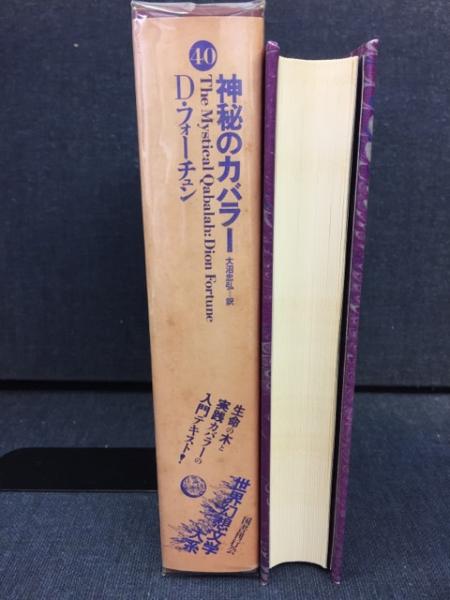 40
神秘のカバラー
大沼忠弘=訳
The Mystical Qabalah: Dion Fortune
D・フォーチュン
生命の木と
実践カバラーの
入門テキスト!
世界幻想文学
大系
国書刊行会